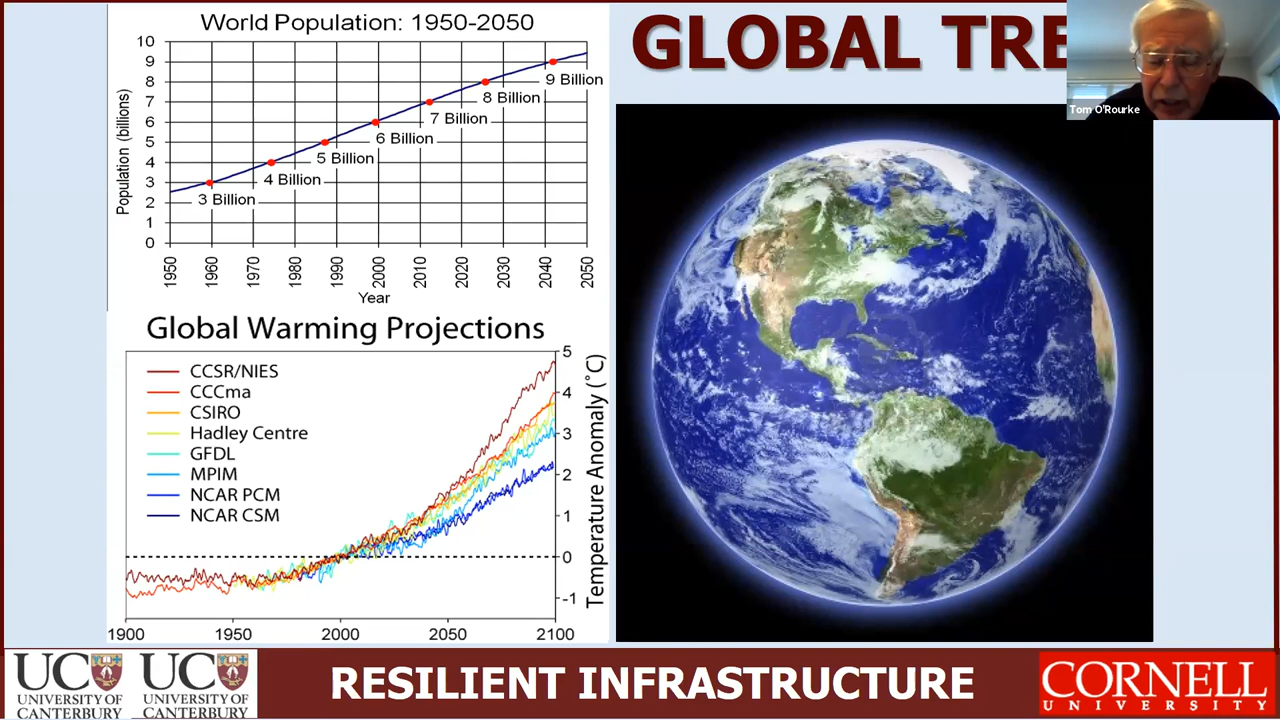 World Population: 1950-2050
Population (billions)
10
9
8
7
6
5
4
3
2
1
0
3 Billion
4 Billion
5 Billion
6 Billion
7 Billion
8 Billion
9 Billion
1950
1960
1970
1980
1990
2000
2010
2020
2030
2040
2050
Year
GLOBAL TRE
Tom O'Rourke
Global Warming Projections
CCSR/NIES
CCCma
CSIRO
Hadley Centre
GFDL
MPIM
NCAR PCM
NCAR CSM
5
4
3
2
1
0
-1
Temperature Anomaly (°C)
1900
1950
2000
2050
2100
UC
UNIVERSITY OF
CANTERBURY
UC
UNIVERSITY OF
CANTERBURY
RESILIENT INFRASTRUCTURE
CORNELL
UNIVERSITY